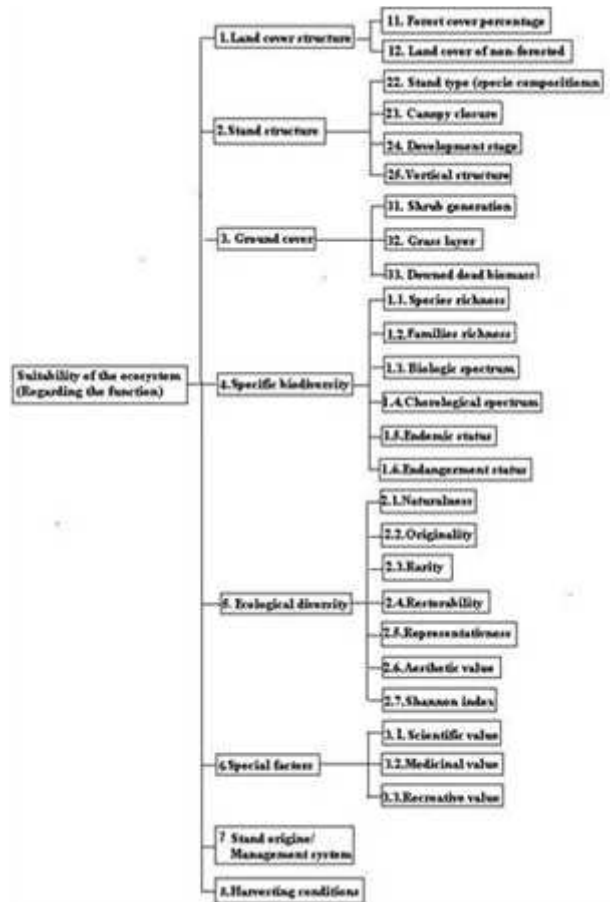 11. Forest cover percentage
1. Land cover structure
12. Land cover of non-forested
22. Stand type (specie compositionm
23. Canopy closure
2.Stand structure
24. Development stage
25.Vertical structure
31. Shrub generation
3. Ground cover
32. Grass layer
33. Downed dead biomass
1.1. Species richness
1.2. Families richness
1.3. Biologic spectrum
Suitability of the ecosystem
(Regarding the function)
4.Specific biodiversity
1.4.Chorological spectrum
1.5.Endemic status
1.6.Endangerment status
2.1.Naturalness
2.2.Originality
2.3.Rarity
5. Ecological diversity
2.4.Restorability
2.5.Representativness
2.6.Aesthetic value
2.7.Shannon index
3.1.Scientific value
6.Special factors
3.2.Medicinal value
3.3.Recreative value
7 Stand origine/
Management system
8.Harvesting conditions